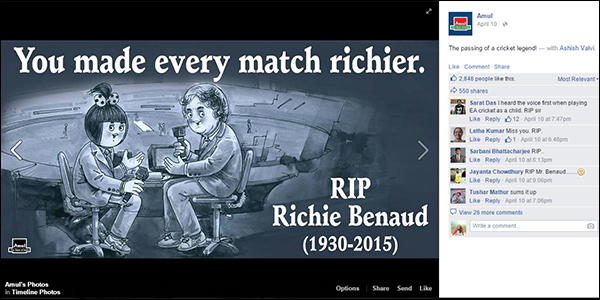 You made every match richier.
RIP
Richie Benaud
(1930-2015)
Amul
Amul's Photos
in Timeline Photos
Options Share Send Like
Amul
Amul
April 10
The passing of a cricket legend! — with Ashish Valvi.
Like Comment Share
2,848 people like this. Most Relevant
550 shares
Sarat Das I heard the voice first when playing
EA cricket as a child. RIP sir
Like · Reply · 12 · April 10 at 7:47pm
Latha Kumar Miss you. RIP.
Like · Reply · 1 · April 10 at 6:48pm
Sarbani Bhattacharjee RIP..
Like · Reply · April 10 at 6:13pm
Jayanta Chowdhury RIP Mr. Benaud........
Like · Reply · April 10 at 9:06pm
Tushar Mathur sums it up
Like · Reply · April 10 at 7:06pm
View 26 more comments
Write a comment...